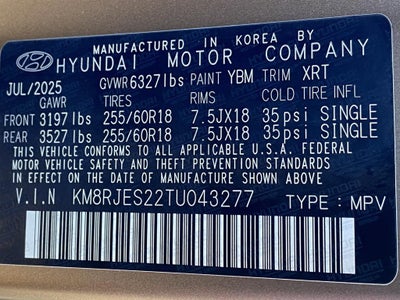 MANUFACTURED IN KOREA BY
HYUNDAI MOTOR COMPANY
JUL/2025 GVWR 6327lbs PAINT YBM TRIM XRT
GAWR TIRES RIMS COLD TIRE INFL
FRONT 3197lbs 255/60R18 7.5JX18 35psi SINGLE
REAR 3527lbs 255/60R18 7.5JX18 35psi SINGLE
THIS VEHICLE CONFORMS TO ALL APPLICABLE U.S.A. FEDERAL
MOTOR VEHICLE SAFETY AND THEFT PREVENTION STANDARDS
IN EFFECT ON THE DATE OF MANUFACTURE SHOWN ABOVE
V.I.N KM8RJES22TU043277 TYPE: MPV